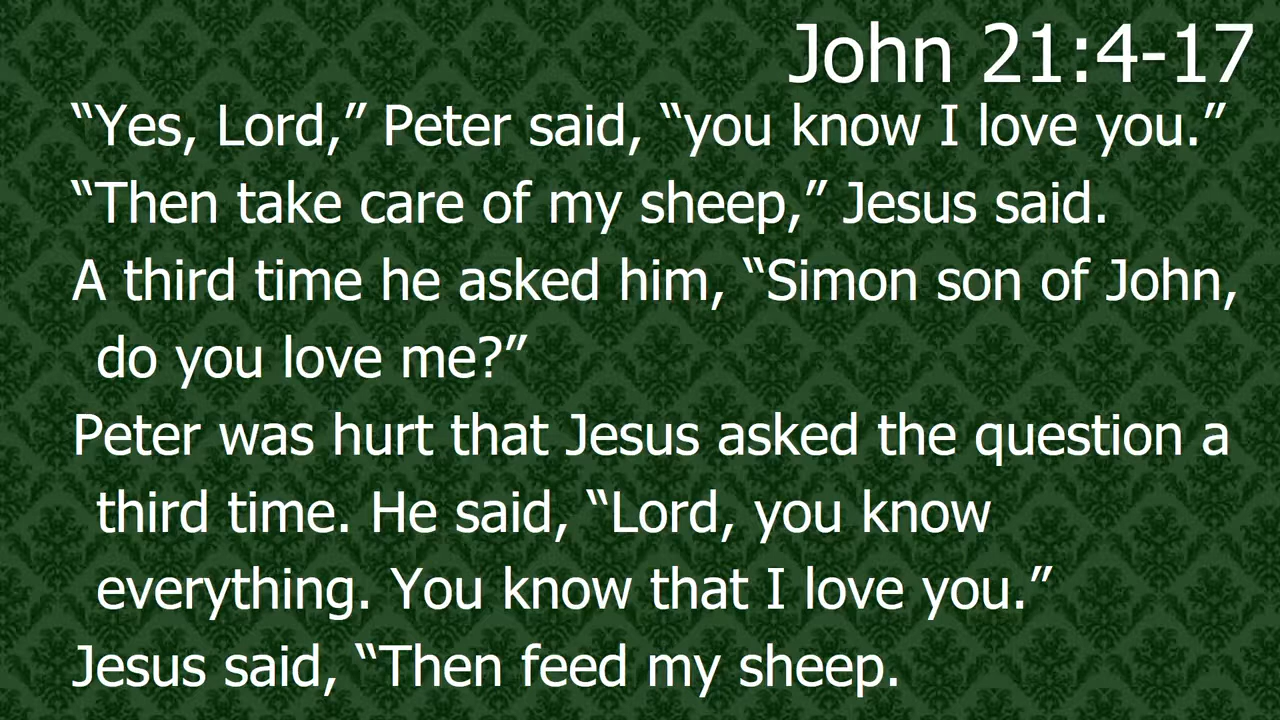 John 21:4-17
“Yes, Lord,” Peter said, “you know I love you.”
“Then take care of my sheep,” Jesus said.
A third time he asked him, “Simon son of John,
do you love me?”
Peter was hurt that Jesus asked the question a
third time. He said, “Lord, you know
everything. You know that I love you.”
Jesus said, “Then feed my sheep.